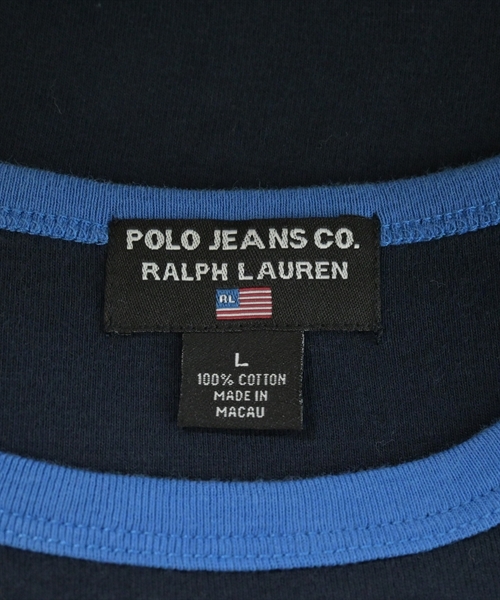 POLO JEANS CO.
RALPH LAUREN
RL
L
100% COTTON
MADE IN
MACAU